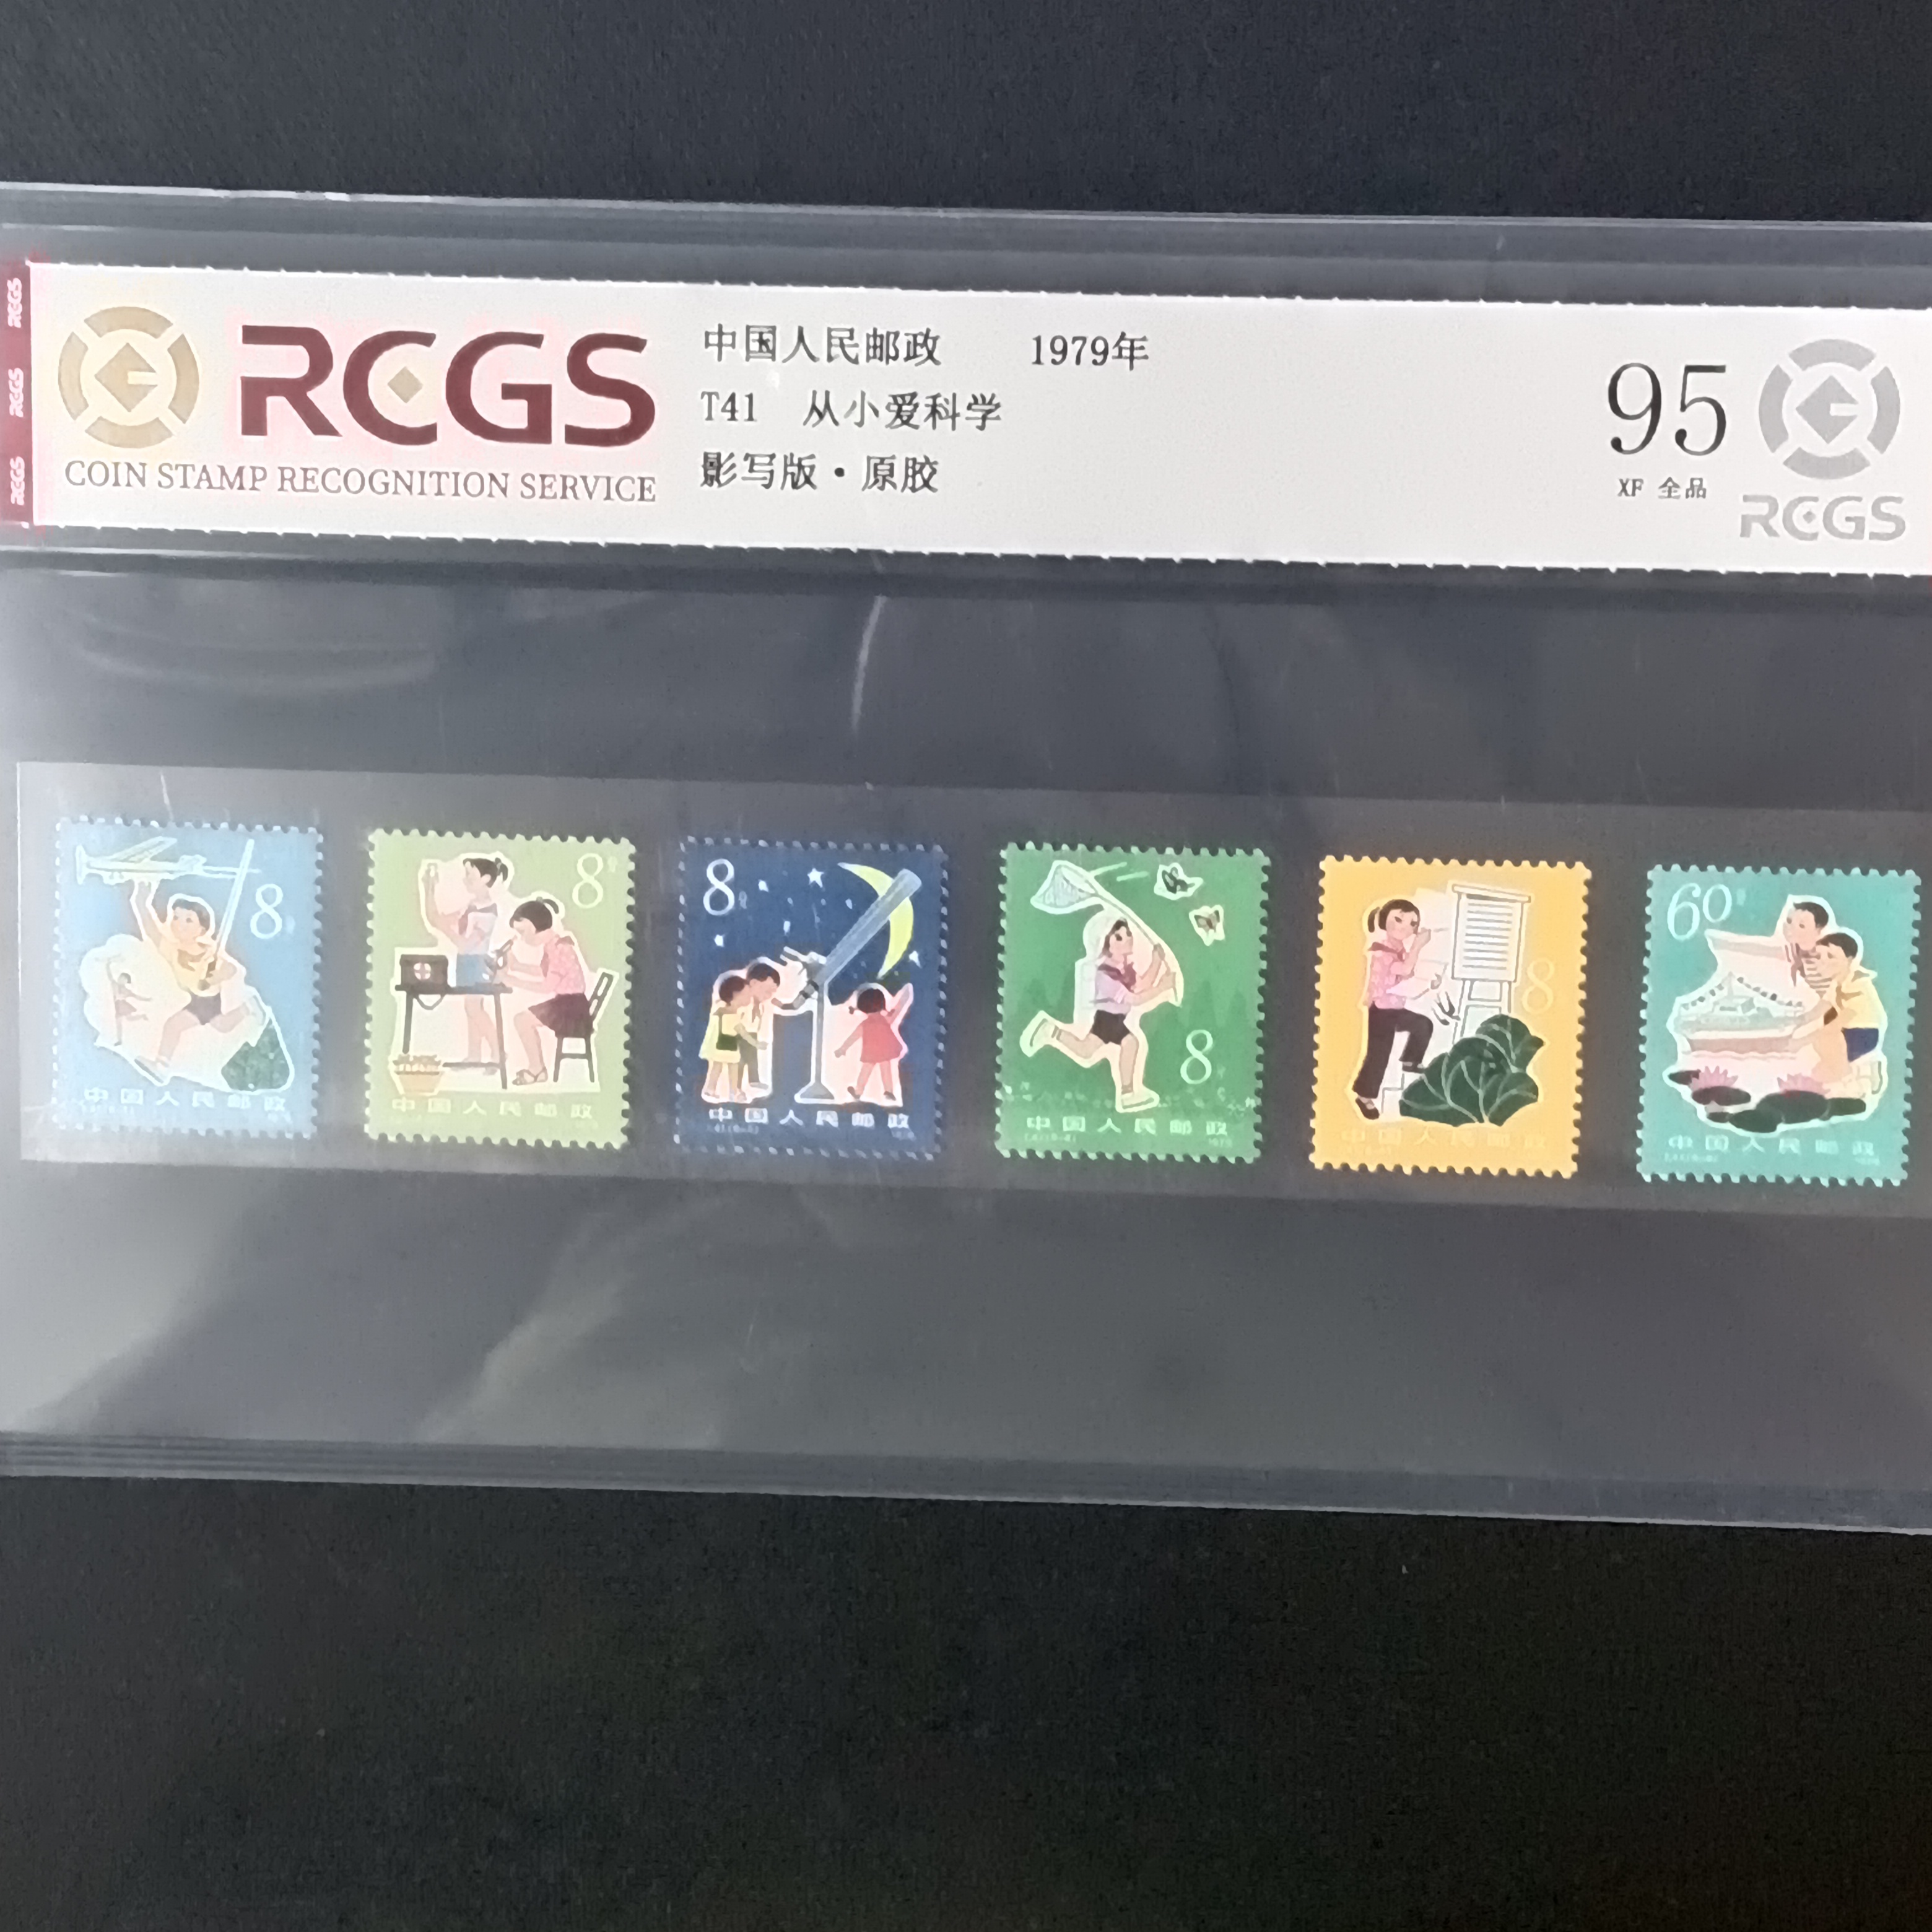 RCGS
RCGS
RCGS
RCGS
COIN STAMP RECOGNITION SERVICE
中国人民邮政 1979年
T41 从小爱科学
影写版·原胶
95
XF 全品
RCGS
8
中国人民邮政
8
中国人民邮政
8
中国人民邮政
8
中国人民邮政
8
中国人民邮政
60
中国人民邮政